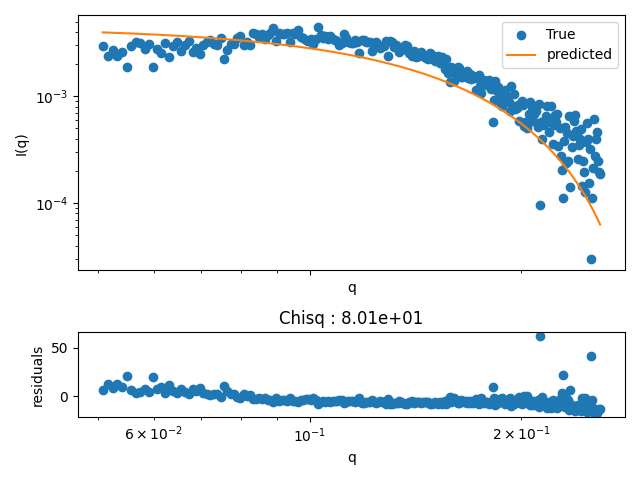 True
predicted
10⁻³
10⁻⁴
I(q)
q
Chisq : 8.01e+01
50
0
residuals
6 × 10⁻²
10⁻¹
2 × 10⁻¹
q